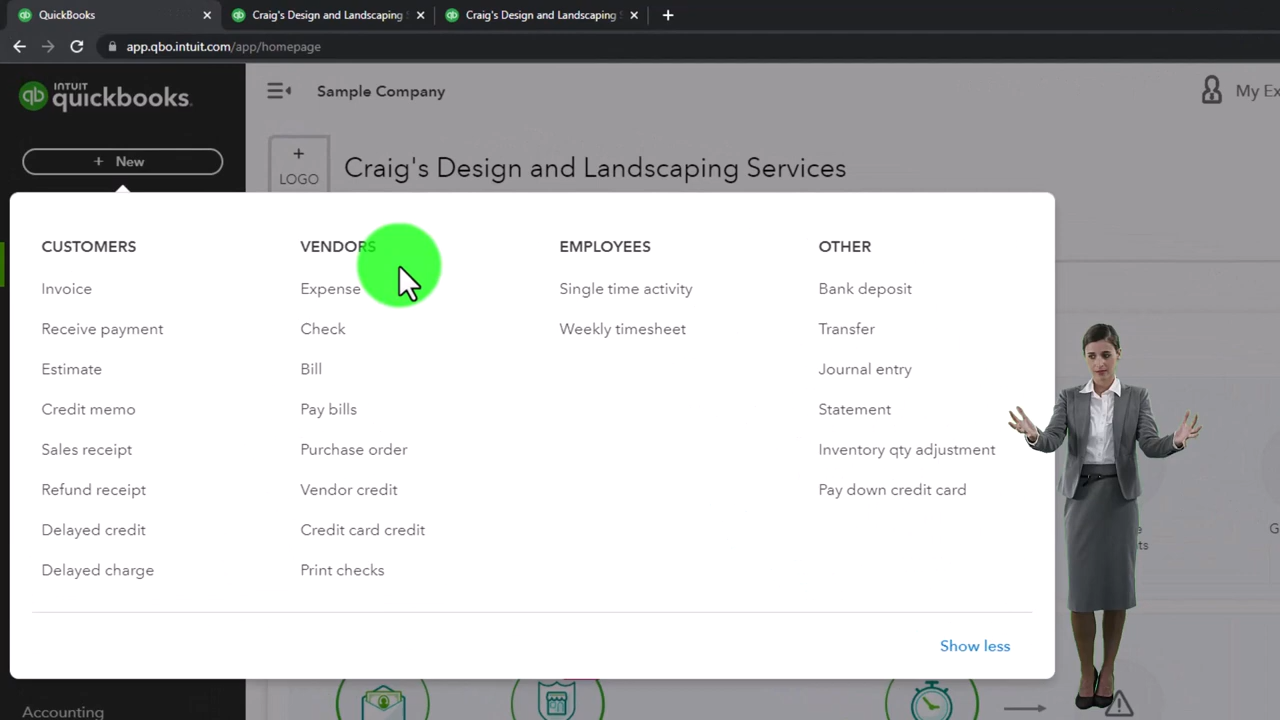 QuickBooks
Craig's Design and Landscaping
Craig's Design and Landscaping
app.qbo.intuit.com/app/homepage
INTUIT
qb quickbooks.
Sample Company
My Ex
+ New
+
LOGO
Craig's Design and Landscaping Services
CUSTOMERS
Invoice
Receive payment
Estimate
Credit memo
Sales receipt
Refund receipt
Delayed credit
Delayed charge
VENDORS
Expense
Check
Bill
Pay bills
Purchase order
Vendor credit
Credit card credit
Print checks
EMPLOYEES
Single time activity
Weekly timesheet
OTHER
Bank deposit
Transfer
Journal entry
Statement
Inventory qty adjustment
Pay down credit card
Show less
Accounting